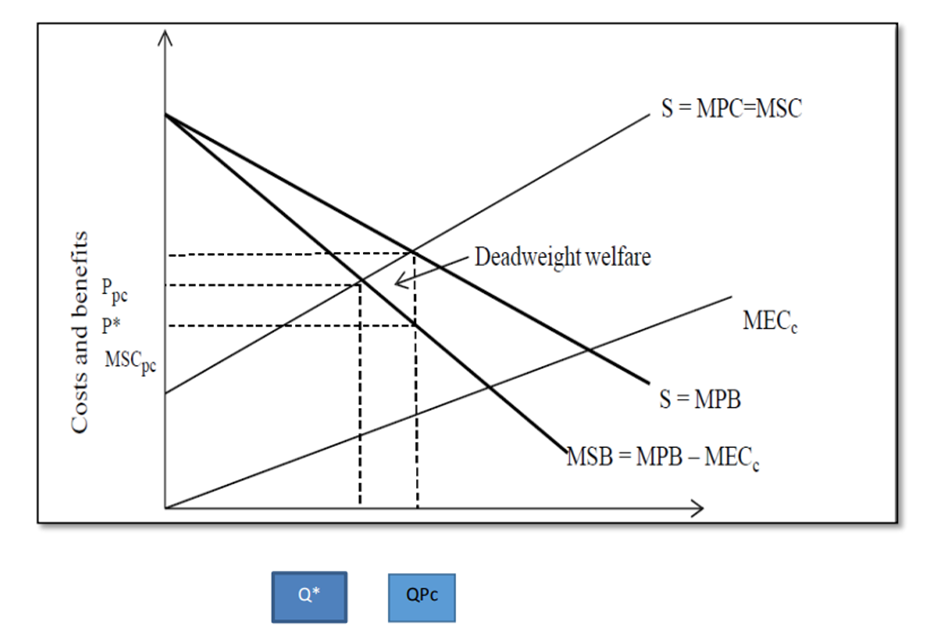 S = MPC=MSC
Deadweight welfare
Costs and benefits
Ppc
P*
MSCpc
MECc
S = MPB
MSB = MPB – MECc
Q*
QPc